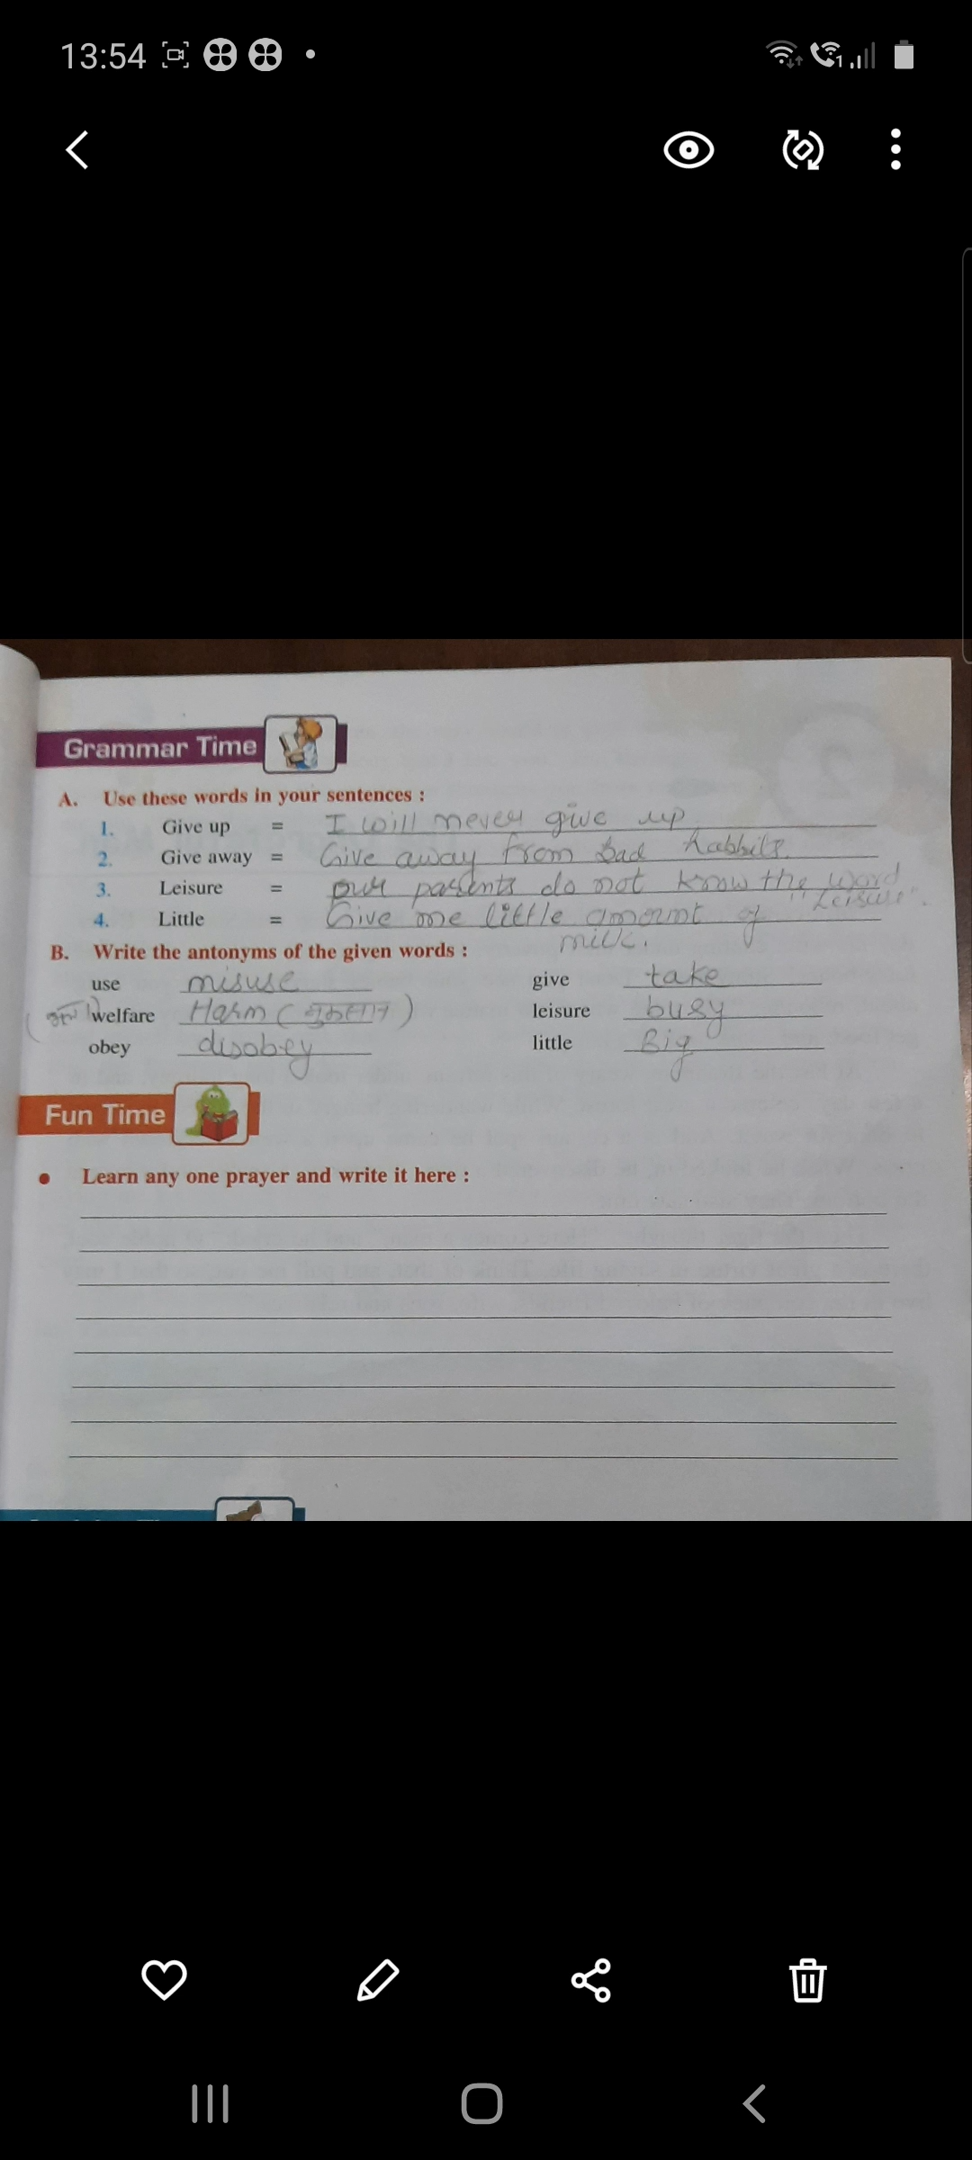 13:54
Grammar Time
A. Use these words in your sentences :
1. Give up = I will never give up
2. Give away = Give away from bad habbits.
3. Leisure = our parents do not know the word "Leisure".
4. Little = Give me little amount of milk.
B. Write the antonyms of the given words :
use misuse give take
welfare Harm (नुकसान) leisure busy
obey disobey little Big
Fun Time
• Learn any one prayer and write it here :